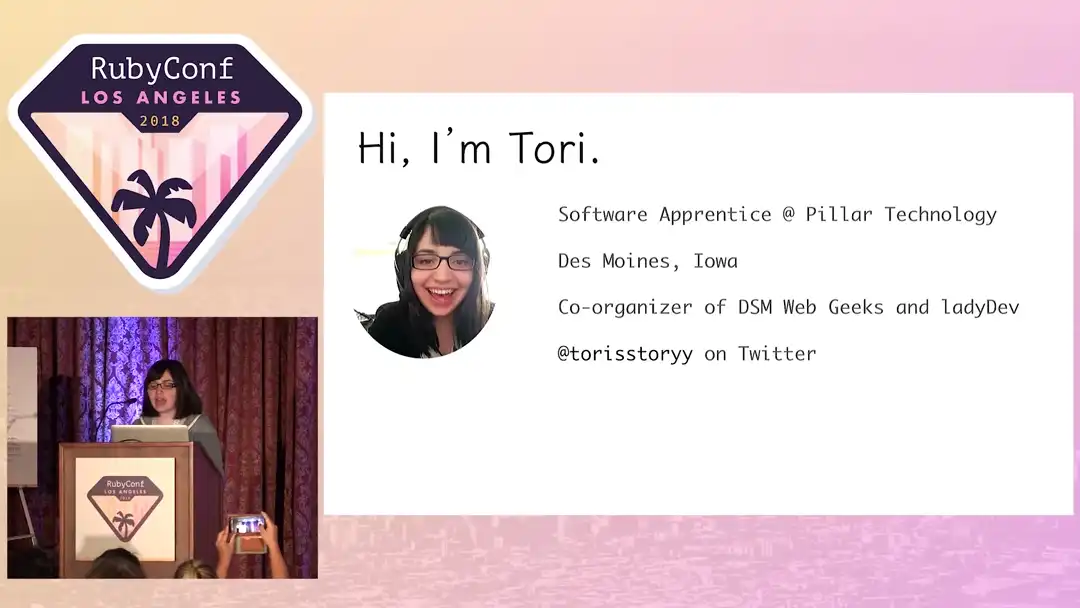 RubyConf
LOS ANGELES
2018
Hi, I'm Tori.
Software Apprentice @ Pillar Technology
Des Moines, Iowa
Co-organizer of DSM Web Geeks and ladyDev
@torisstoryy on Twitter
RubyConf
LOS ANGELES
2018